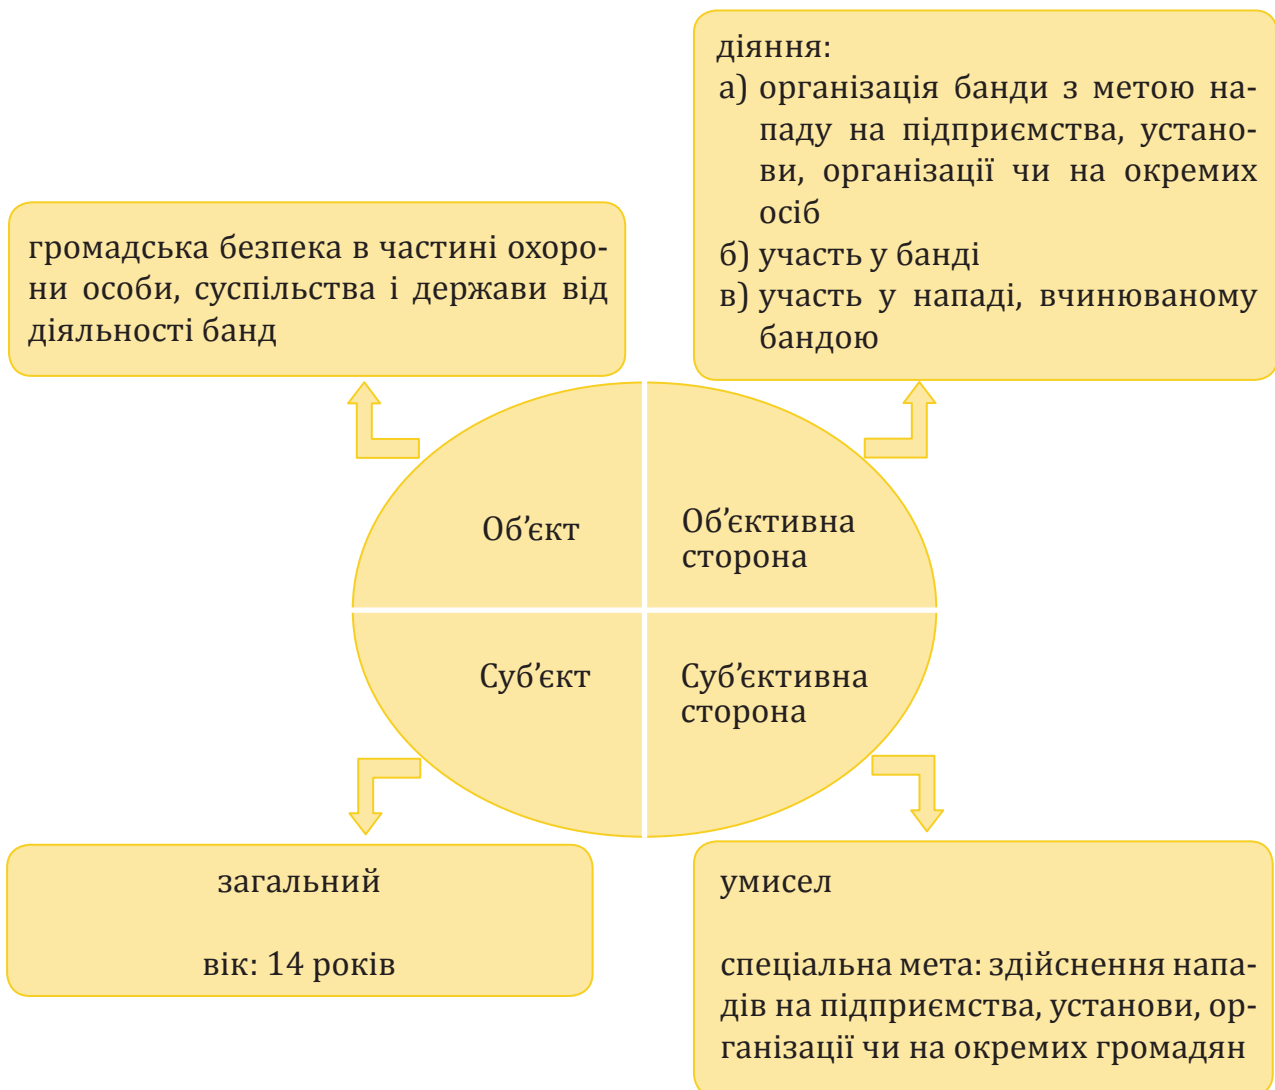 діяння:
а) організація банди з метою на-
паду на підприємства, устано-
ви, організації чи на окремих
осіб
б) участь у банді
в) участь у нападі, вчинюваному
бандою
громадська безпека в частині охоро-
ни особи, суспільства і держави від
діяльності банд
Об’єкт
Об’єктивна
сторона
Суб’єкт
Суб’єктивна
сторона
загальний
вік: 14 років
умисел
спеціальна мета: здійснення напа-
дів на підприємства, установи, ор-
ганізації чи на окремих громадян